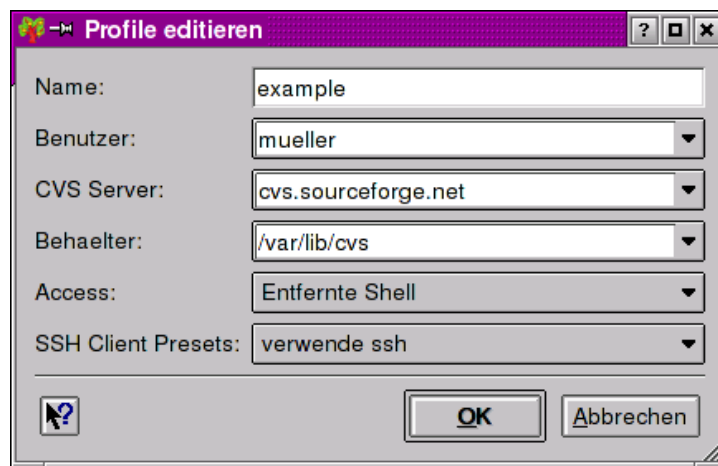 Profile editieren
Name: example
Benutzer: mueller
CVS Server: cvs.sourceforge.net
Behaelter: /var/lib/cvs
Access: Entfernte Shell
SSH Client Presets: verwende ssh
OK Abbrechen